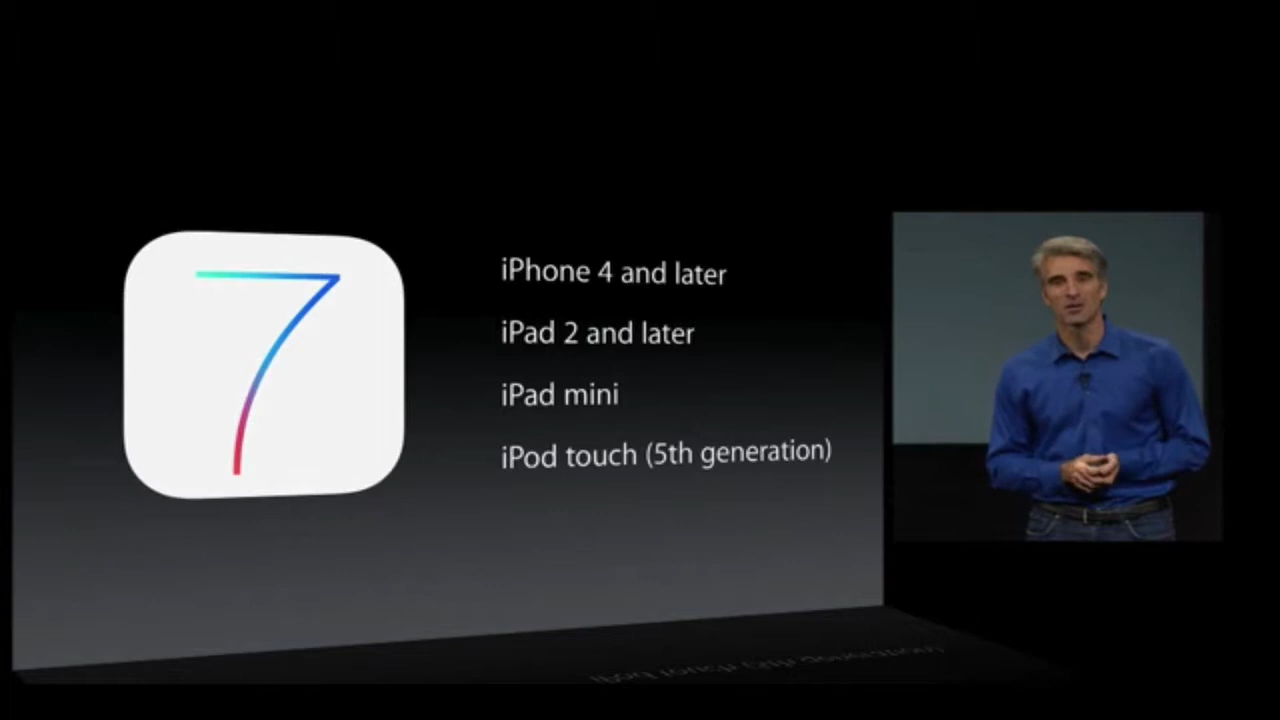 7
iPhone 4 and later
iPad 2 and later
iPad mini
iPod touch (5th generation)